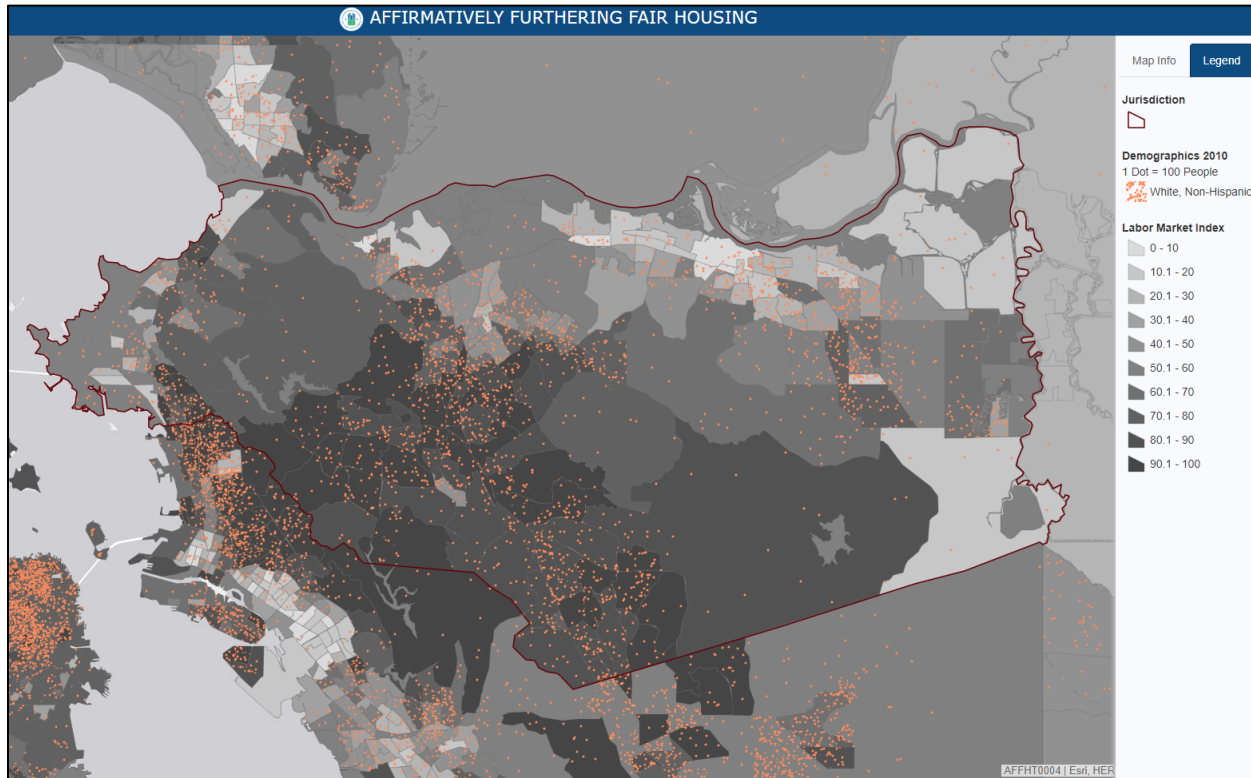 AFFIRMATIVELY FURTHERING FAIR HOUSING
Map Info
Legend
Jurisdiction
Demographics 2010
1 Dot = 100 People
White, Non-Hispanic
Labor Market Index
0 - 10
10.1 - 20
20.1 - 30
30.1 - 40
40.1 - 50
50.1 - 60
60.1 - 70
70.1 - 80
80.1 - 90
90.1 - 100
AFFHT0004 | Esri, HER